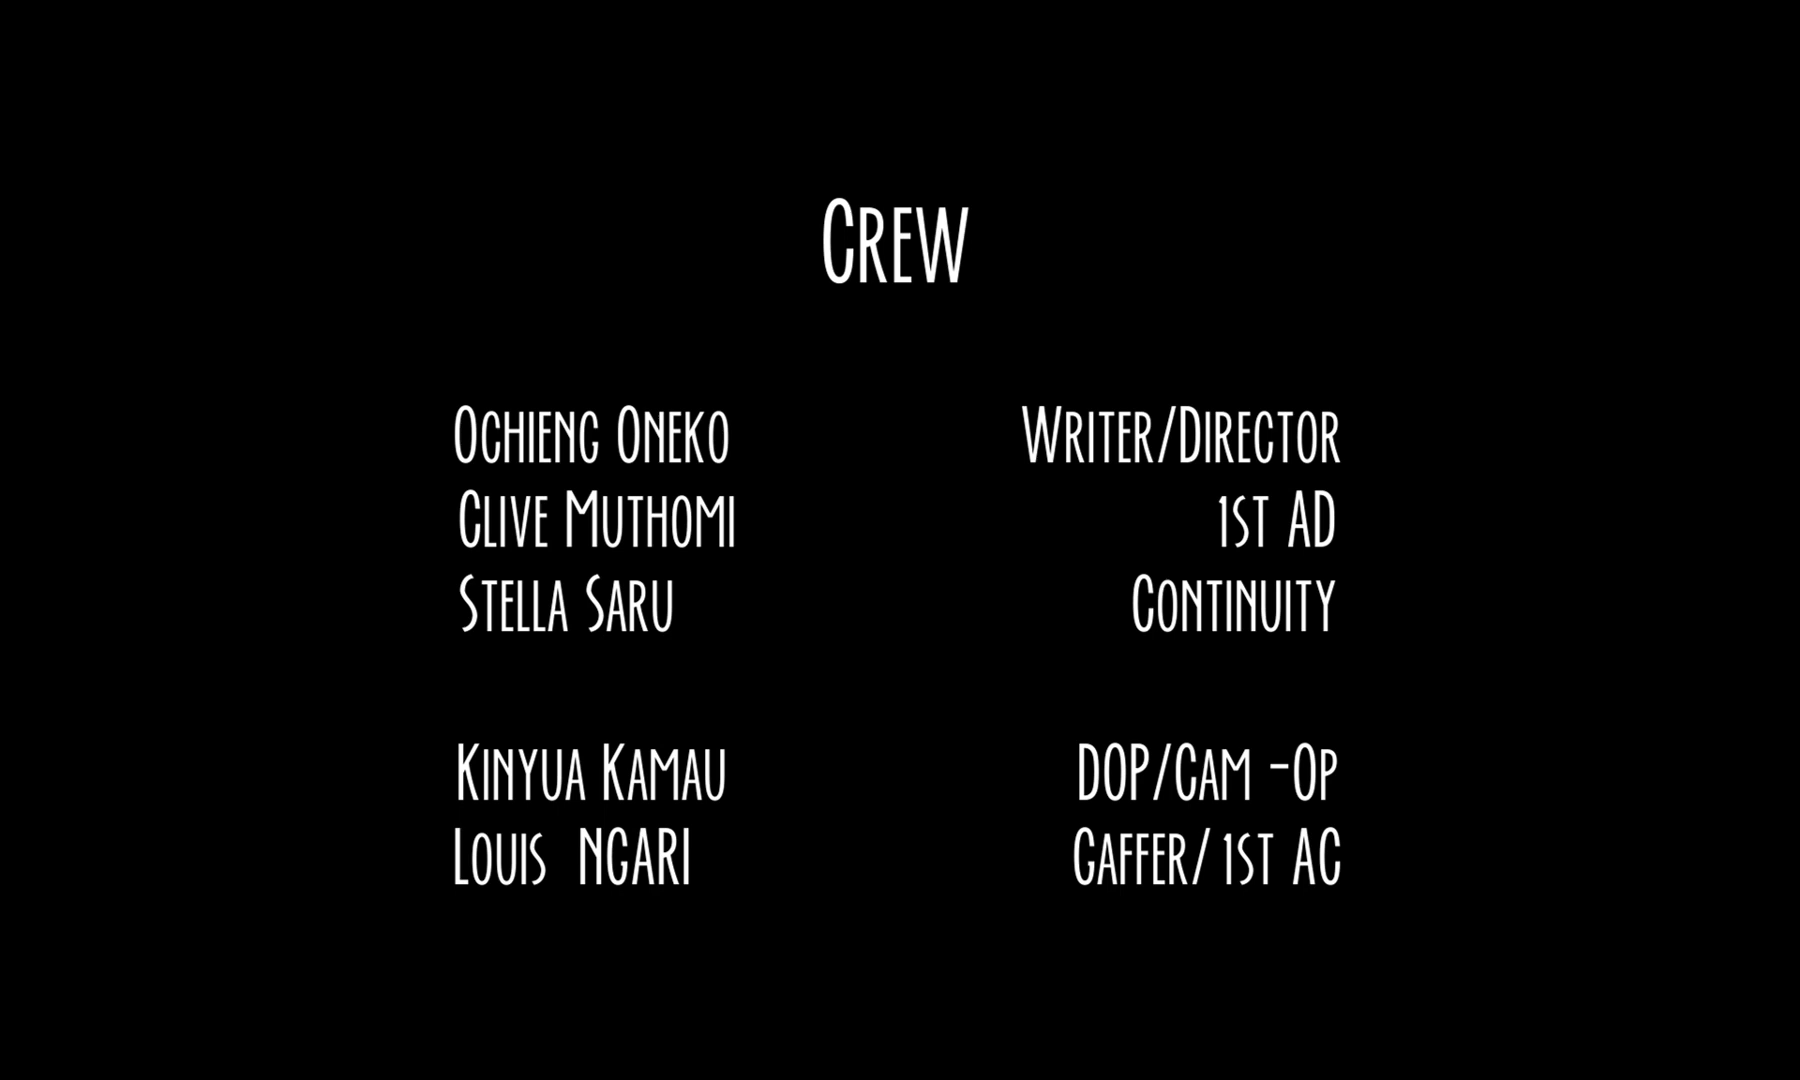 Crew
Ochieng Oneko Writer/Director
Clive Muthomi 1st AD
Stella Saru Continuity
Kinyua Kamau DOP/Cam -Op
Louis NGARI Gaffer/1st AC